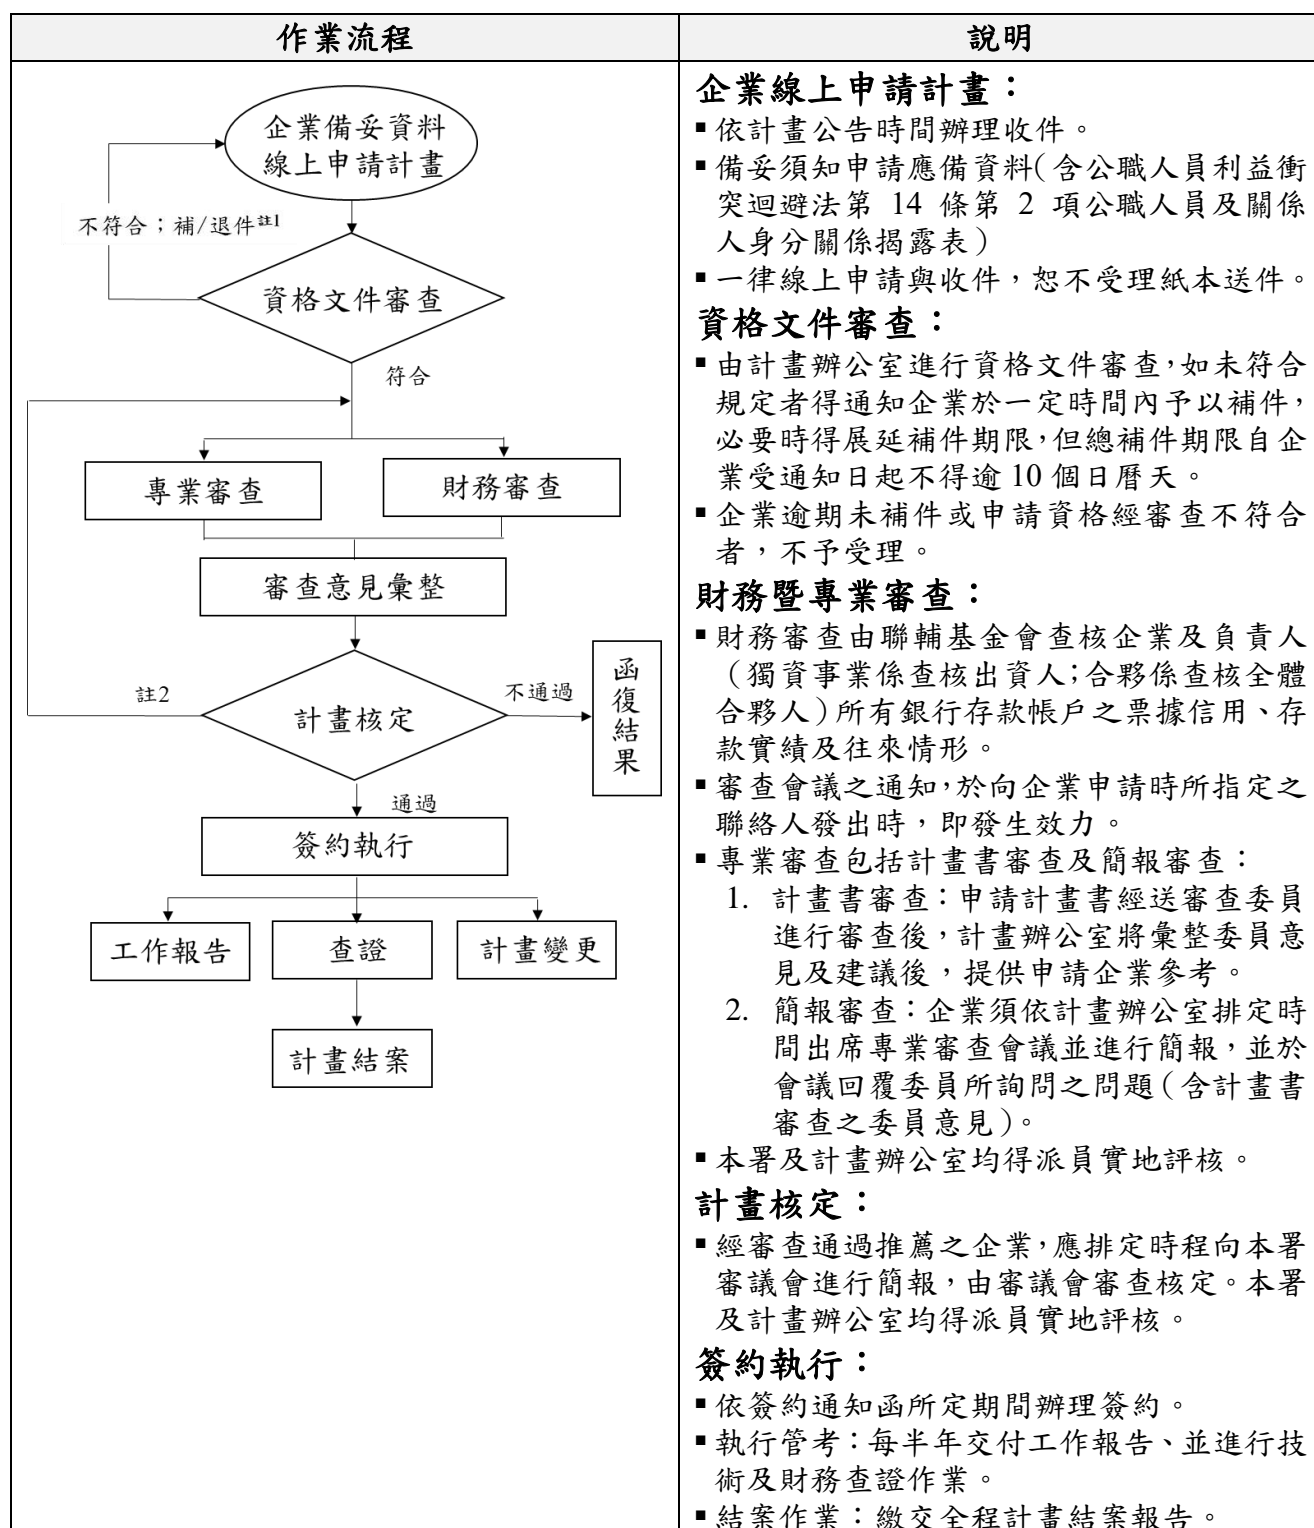 作業流程
說明
企業備妥資料
線上申請計畫
不符合；補/退件註1
資格文件審查
符合
專業審查
財務審查
審查意見彙整
註2
計畫核定
不通過
函復結果
通過
簽約執行
工作報告
查證
計畫變更
計畫結案
企業線上申請計畫：
▪依計畫公告時間辦理收件。
▪備妥須知申請應備資料(含公職人員利益衝
突迴避法第 14 條第 2 項公職人員及關係
人身分關係揭露表)
▪一律線上申請與收件，恕不受理紙本送件。
資格文件審查：
▪由計畫辦公室進行資格文件審查，如未符合
規定者得通知企業於一定時間內予以補件，
必要時得展延補件期限，但總補件期限自企
業受通知日起不得逾 10 個日曆天。
▪企業逾期未補件或申請資格經審查不符合
者，不予受理。
財務暨專業審查：
▪財務審查由聯輔基金會查核企業及負責人
（獨資事業係查核出資人；合夥係查核全體
合夥人）所有銀行存款帳戶之票據信用、存
款實績及往來情形。
▪審查會議之通知，於向企業申請時所指定之
聯絡人發出時，即發生效力。
▪專業審查包括計畫書審查及簡報審查：
1. 計畫書審查：申請計畫書經送審查委員
進行審查後，計畫辦公室將彙整委員意
見及建議後，提供申請企業參考。
2. 簡報審查：企業須依計畫辦公室排定時
間出席專業審查會議並進行簡報，並於
會議回覆委員所詢問之問題（含計畫書
審查之委員意見）。
▪本署及計畫辦公室均得派員實地評核。
計畫核定：
▪經審查通過推薦之企業，應排定時程向本署
審議會進行簡報，由審議會審查核定。本署
及計畫辦公室均得派員實地評核。
簽約執行：
▪依簽約通知函所定期間辦理簽約。
▪執行管考：每半年交付工作報告、並進行技
術及財務查證作業。
▪結案作業：繳交全程計畫結案報告。